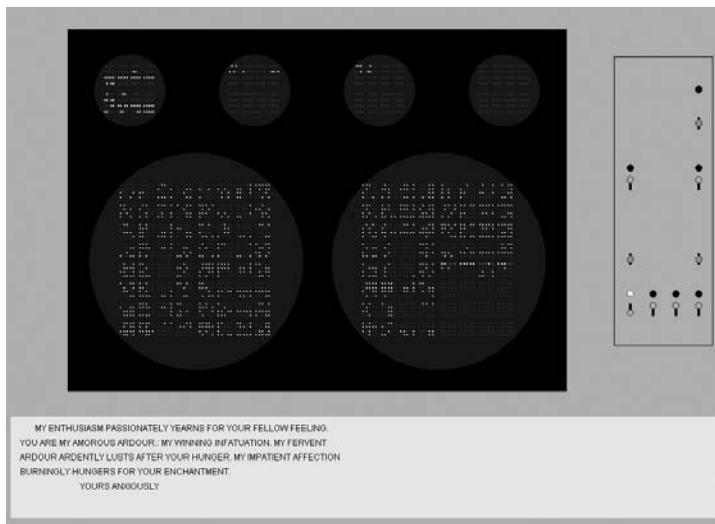 MY ENTHUSIASM PASSIONATELY YEARNS FOR YOUR FELLOW FEELING.
YOU ARE MY AMOROUS ARDOUR.: MY WINNING INFATUATION. MY FERVENT
ARDOUR ARDENTLY LUSTS AFTER YOUR HUNGER. MY IMPATIENT AFFECTION
BURNINGLY HUNGERS FOR YOUR ENCHANTMENT.
YOURS ANXIOUSLY